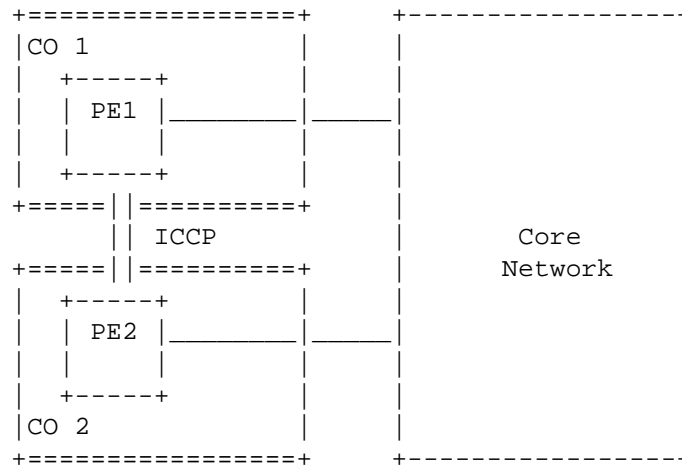 CO 1
PE1
ICCP
Core
Network
PE2
CO 2